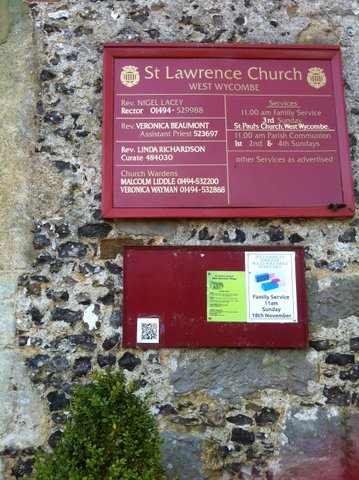 St Lawrence Church
WEST WYCOMBE
Rev. NIGEL LACEY
Rector 01494-529988
Rev. VERONICA BEAUMONT
Assistant Priest 523697
Rev. LINDA RICHARDSON
Curate 484030
Church Wardens
MALCOLM LIDDLE 01494-532200
VERONICA WAYMAN 01494-532868
Services
11.00 am Family Service
3rd Sunday
St. Paul's Church, West Wycombe
11.00 am Parish Communion
1st 2nd & 4th Sundays
other Services as advertised
Family Service
11am
Sunday
18th November